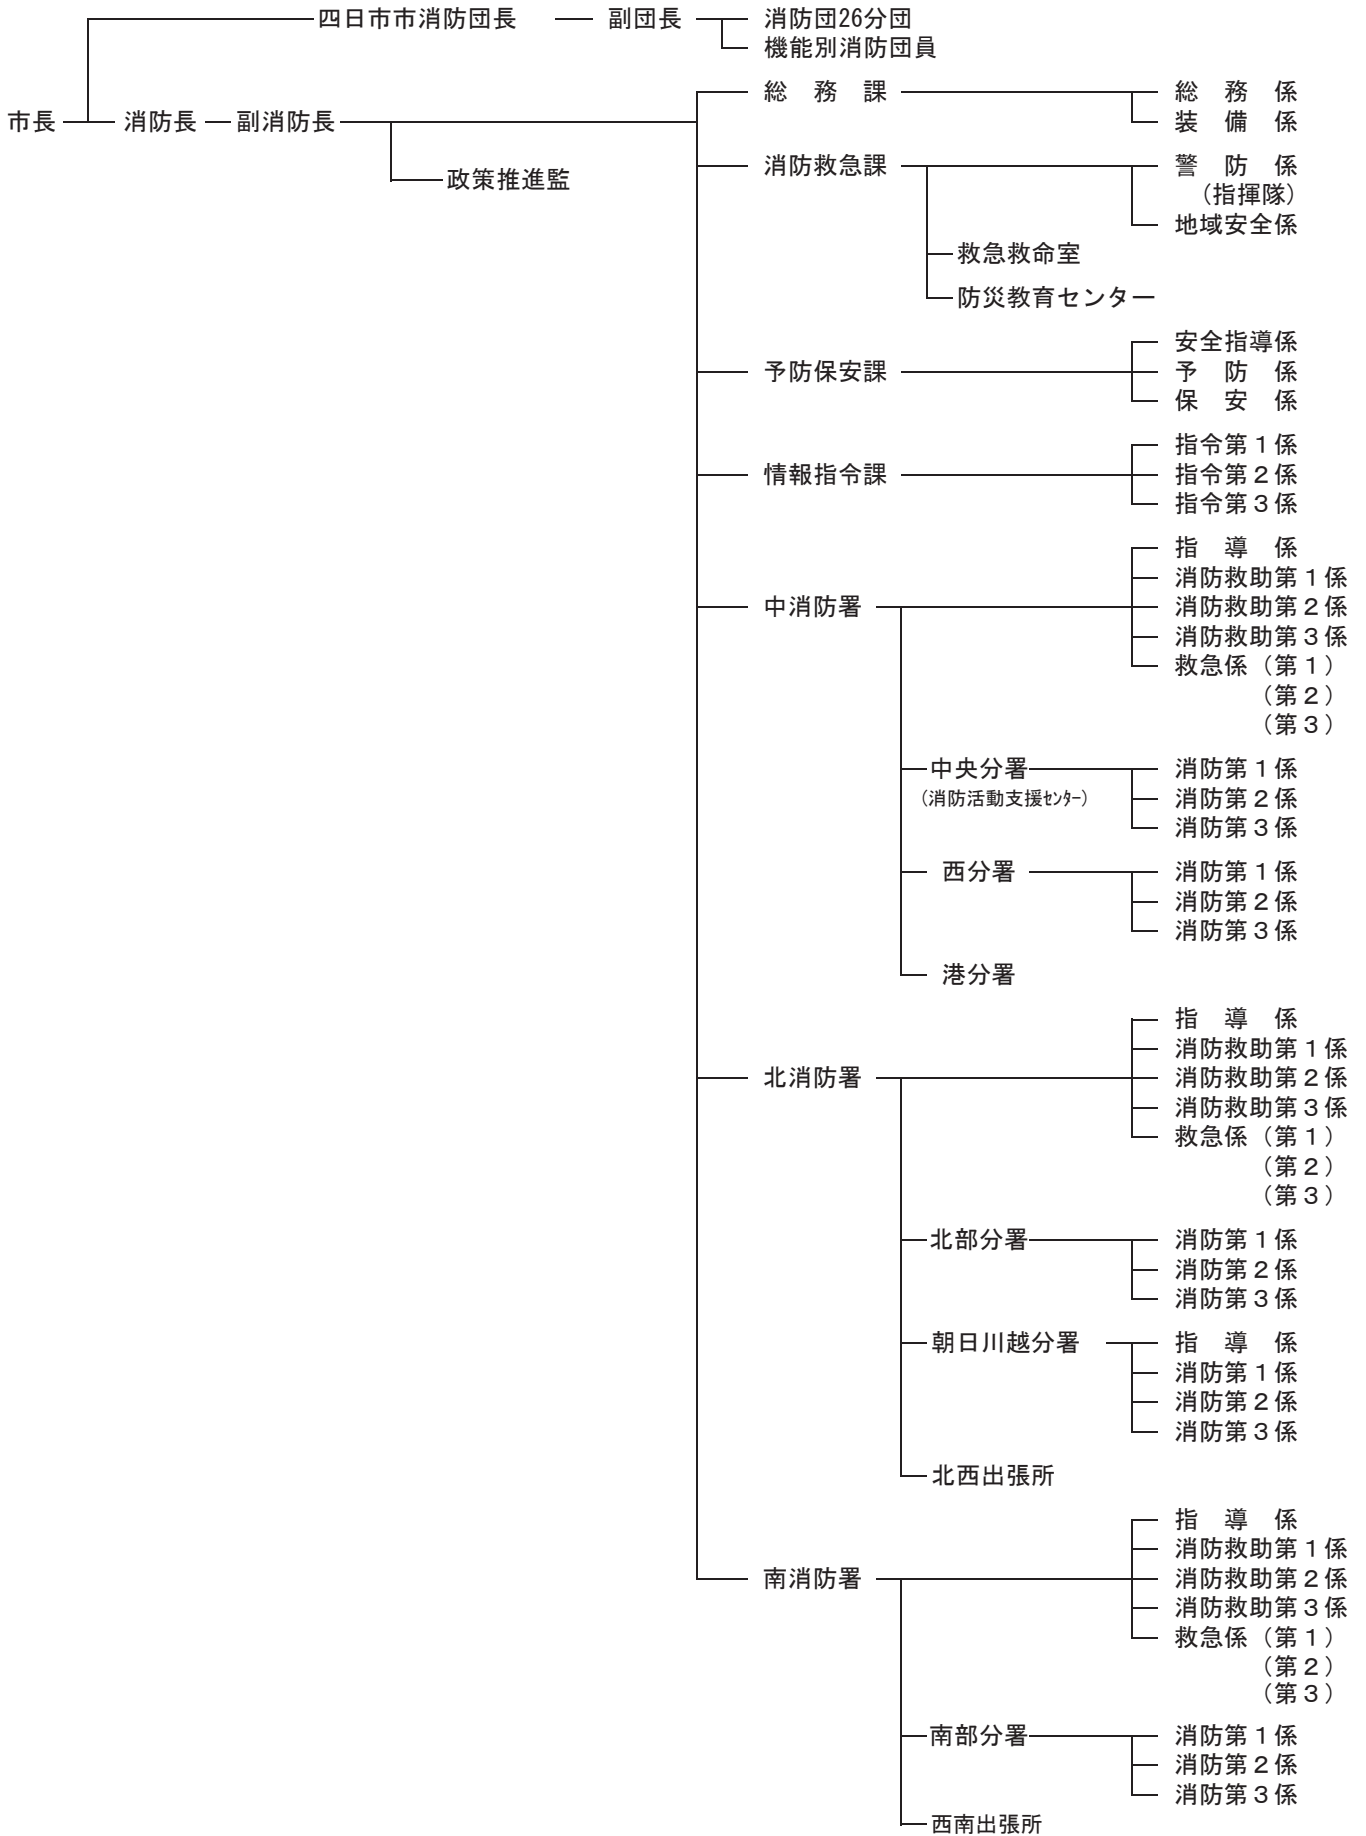 四日市市消防団長 副団長 消防団26分団
機能別消防団員
総　務　課 総　務　係
市長 消防長 副消防長 装　備　係
消防救急課 警　防　係
政策推進監
（指揮隊）
地域安全係
救急救命室
防災教育センター
安全指導係
予防保安課 予　防　係
保　安　係
指令第１係
情報指令課 指令第２係
指令第３係
指　導　係
消防救助第１係
中消防署 消防救助第２係
消防救助第３係
救急係（第１）
（第２）
（第３）
中央分署 消防第１係
（消防活動支援ｾﾝﾀｰ） 消防第２係
消防第３係
西分署 消防第１係
消防第２係
消防第３係
港分署
指　導　係
消防救助第１係
北消防署 消防救助第２係
消防救助第３係
救急係（第１）
（第２）
（第３）
北部分署 消防第１係
消防第２係
消防第３係
朝日川越分署 指　導　係
消防第１係
消防第２係
消防第３係
北西出張所
指　導　係
消防救助第１係
南消防署 消防救助第２係
消防救助第３係
救急係（第１）
（第２）
（第３）
南部分署 消防第１係
消防第２係
消防第３係
西南出張所